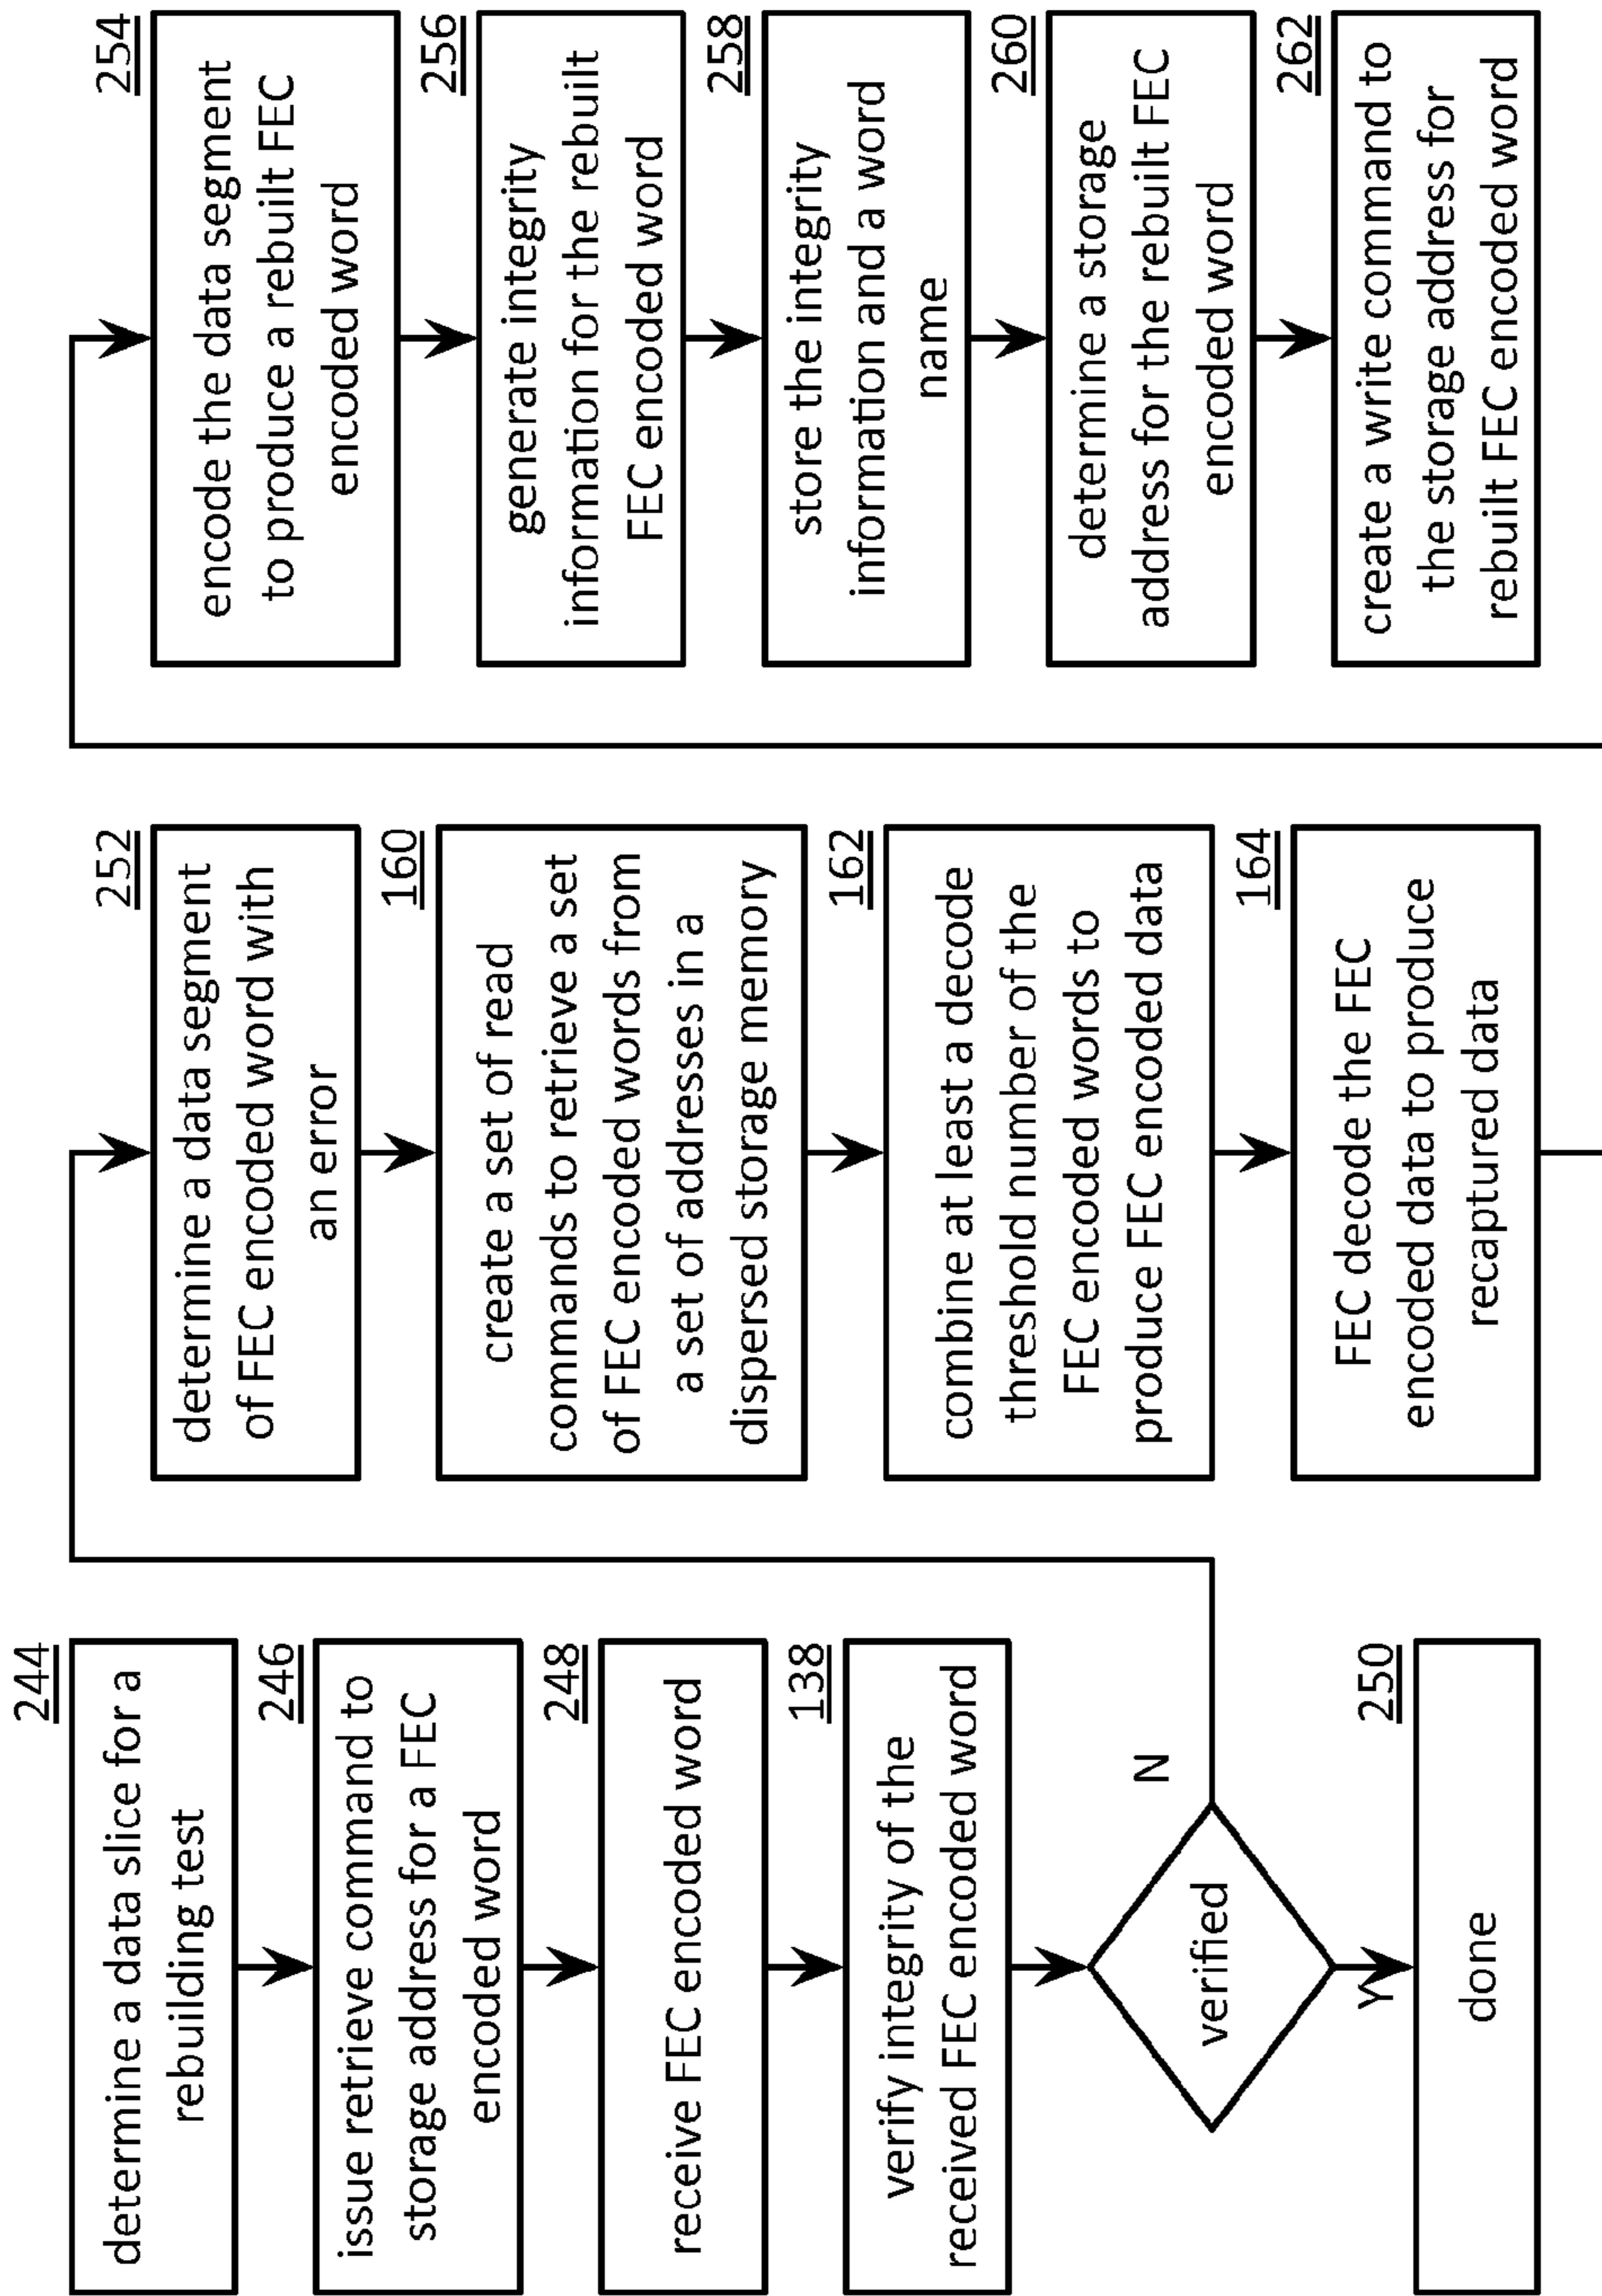 244
determine a data slice for a
rebuilding test
246
issue retrieve command to
storage address for a FEC
encoded word
248
receive FEC encoded word
138
verify integrity of the
received FEC encoded word
verified
N
Y
250
done
252
determine a data segment
of FEC encoded word with
an error
160
create a set of read
commands to retrieve a set
of FEC encoded words from
a set of addresses in a
dispersed storage memory
162
combine at least a decode
threshold number of the
FEC encoded words to
produce FEC encoded data
164
FEC decode the FEC
encoded data to produce
recaptured data
254
encode the data segment
to produce a rebuilt FEC
encoded word
256
generate integrity
information for the rebuilt
FEC encoded word
258
store the integrity
information and a word
name
260
determine a storage
address for the rebuilt FEC
encoded word
262
create a write command to
the storage address for
rebuilt FEC encoded word